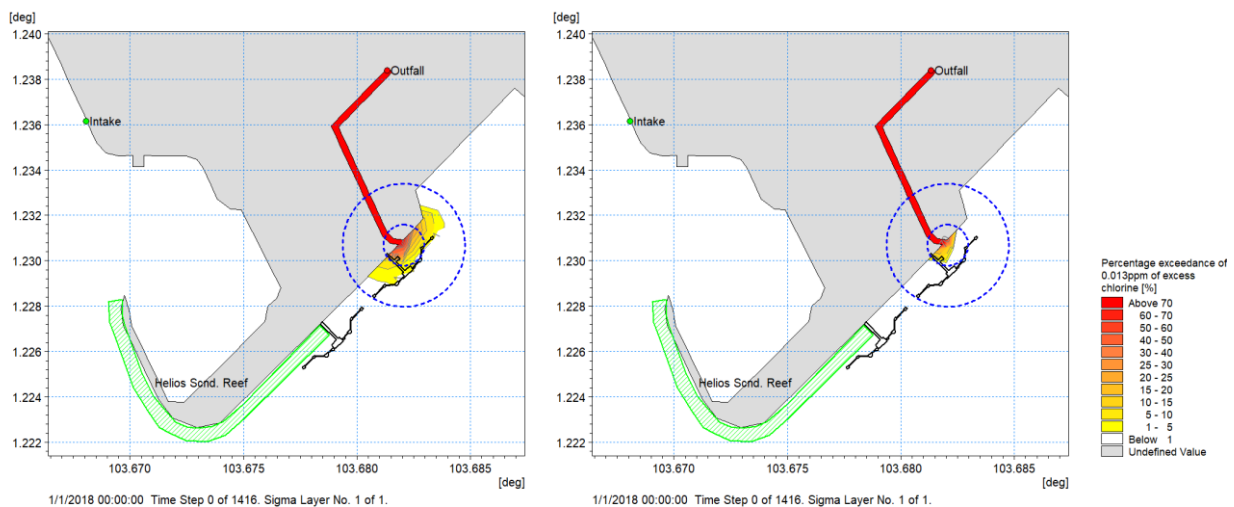 [deg]
1.240
1.238
Outfall
1.236
Intake
1.234
1.232
1.230
1.228
1.226
Helios Scnd. Reef
1.224
1.222
103.670 103.675 103.680 103.685
[deg]
1/1/2018 00:00:00 Time Step 0 of 1416. Sigma Layer No. 1 of 1.
[deg]
1.240
1.238
Outfall
1.236
Intake
1.234
1.232
1.230
1.228
1.226
Helios Scnd. Reef
1.224
1.222
103.670 103.675 103.680 103.685
[deg]
1/1/2018 00:00:00 Time Step 0 of 1416. Sigma Layer No. 1 of 1.
Percentage exceedance of
0.013ppm of excess
chlorine [%]
Above 70
60 - 70
50 - 60
40 - 50
30 - 40
25 - 30
20 - 25
15 - 20
10 - 15
5 - 10
1 - 5
Below 1
Undefined Value